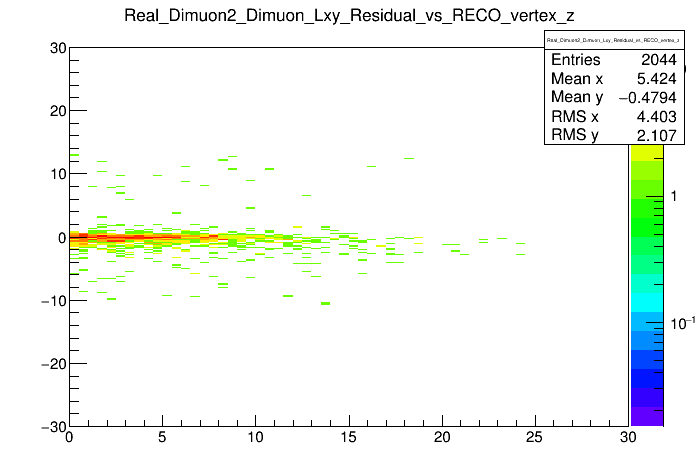 Real_Dimuon2_Dimuon_Lxy_Residual_vs_RECO_vertex_z
Real_Dimuon2_Dimuon_Lxy_Residual_vs_RECO_vertex_z
Entries 2044
Mean x 5.424
Mean y −0.4794
RMS x 4.403
RMS y 2.107
30
20
10
0
−10
−20
−30
0 5 10 15 20 25 30
1
10⁻¹